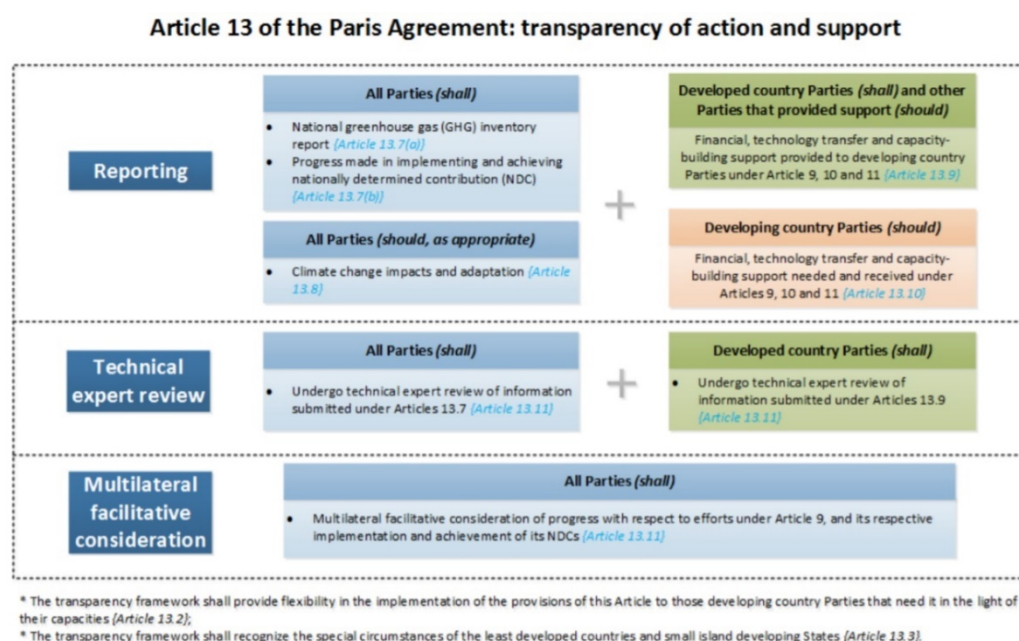 Article 13 of the Paris Agreement: transparency of action and support
Reporting
All Parties (shall)
• National greenhouse gas (GHG) inventory
report {Article 13.7(a)}
• Progress made in implementing and achieving
nationally determined contribution (NDC)
{Article 13.7(b)}
All Parties (should, as appropriate)
• Climate change impacts and adaptation {Article
13.8}
+
Developed country Parties (shall) and other
Parties that provided support (should)
Financial, technology transfer and capacity-
building support provided to developing country
Parties under Article 9, 10 and 11 {Article 13.9}
Developing country Parties (should)
Financial, technology transfer and capacity-
building support needed and received under
Articles 9, 10 and 11 {Article 13.10}
Technical
expert review
All Parties (shall)
• Undergo technical expert review of information
submitted under Articles 13.7 {Article 13.11}
+
Developed country Parties (shall)
• Undergo technical expert review of
information submitted under Articles 13.9
{Article 13.11}
Multilateral
facilitative
consideration
All Parties (shall)
• Multilateral facilitative consideration of progress with respect to efforts under Article 9, and its respective
implementation and achievement of its NDCs {Article 13.11}
* The transparency framework shall provide flexibility in the implementation of the provisions of this Article to those developing country Parties that need it in the light of
their capacities {Article 13.2};
* The transparency framework shall recognize the special circumstances of the least developed countries and small island developing States {Article 13.3}.